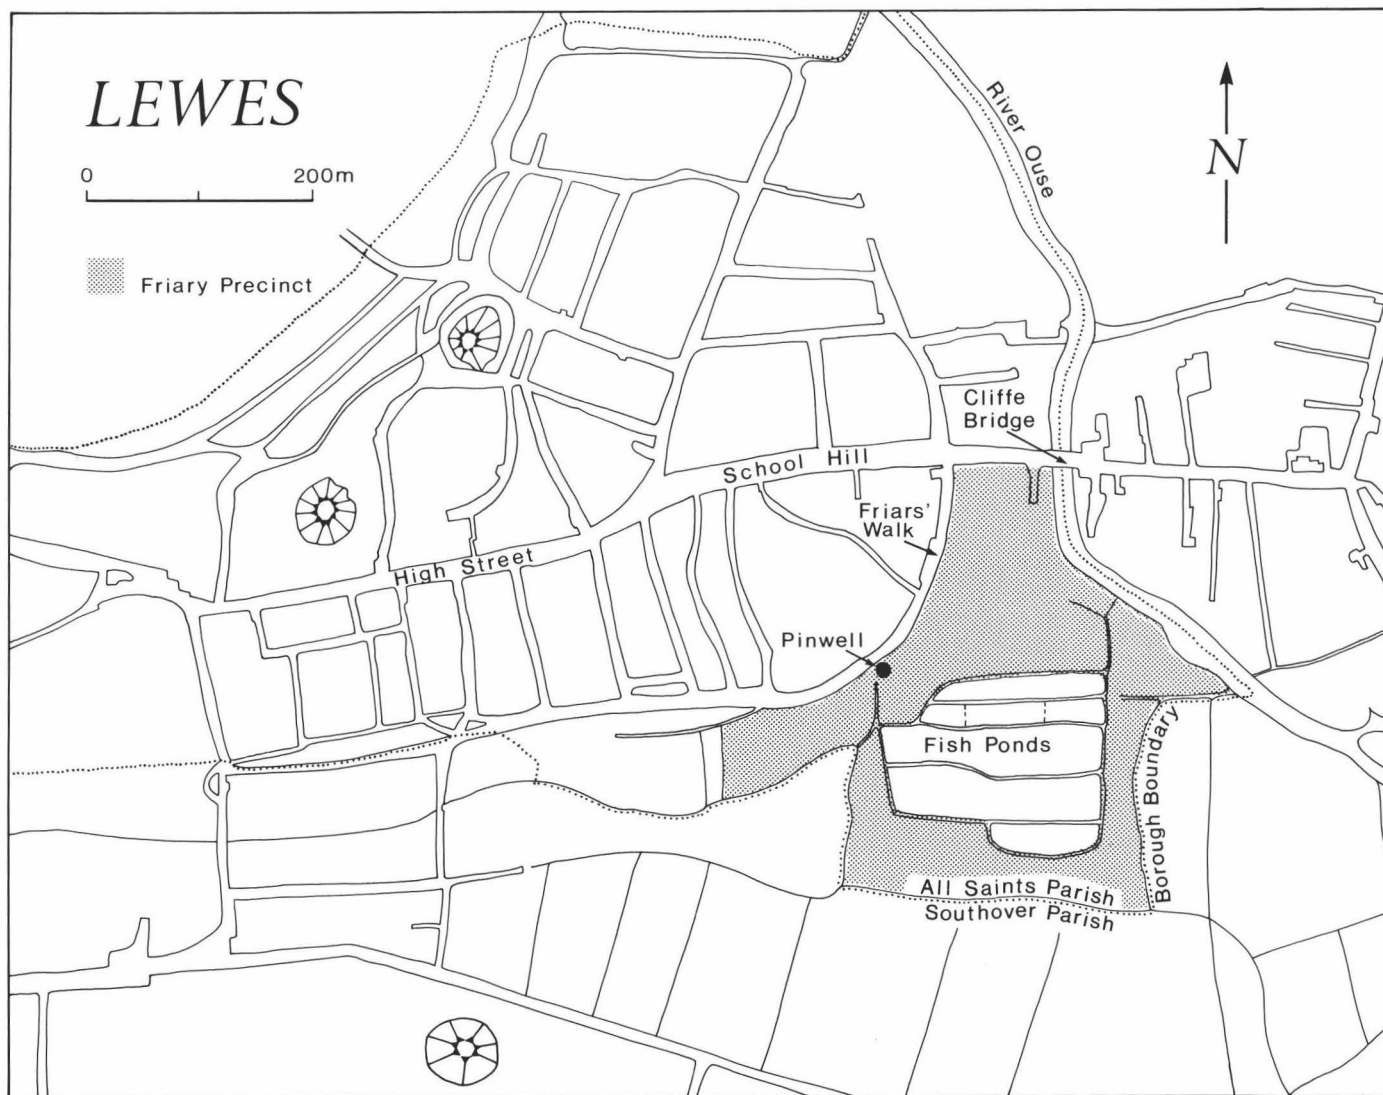 LEWES
0 200m
Friary Precinct
River Ouse
N
Cliffe
Bridge
School Hill
Friars'
Walk
High Street
Pinwell
Fish Ponds
Borough Boundary
All Saints Parish
Southover Parish